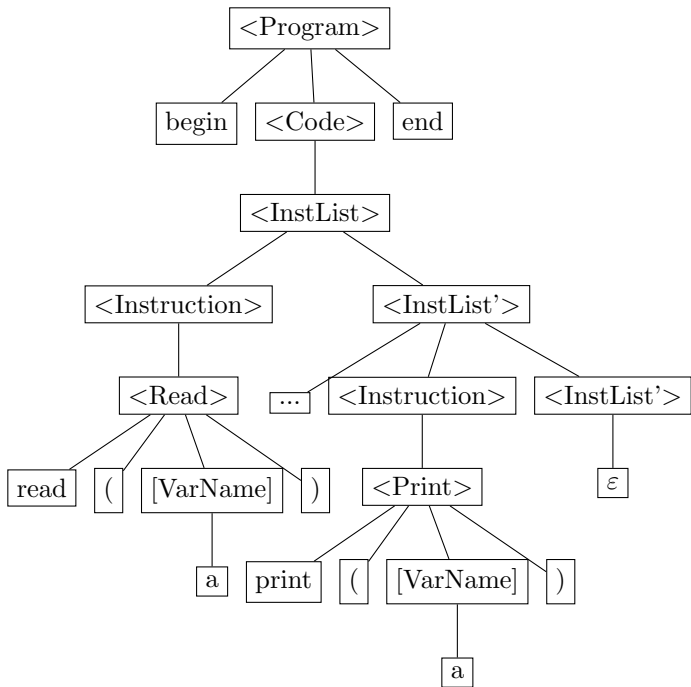 <Program>
begin <Code> end
<InstList>
<Instruction> <InstList'>
<Read> ... <Instruction> <InstList'>
read ( [VarName] ) <Print> ε
a print ( [VarName] )
a